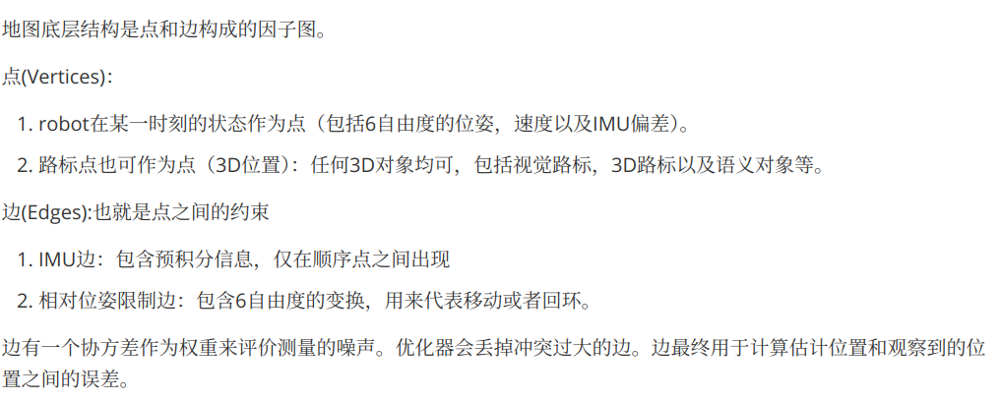 地图底层结构是点和边构成的因子图。
点(Vertices)：
1. robot在某一时刻的状态作为点（包括6自由度的位姿，速度以及IMU偏差）。
2. 路标点也可作为点（3D位置）：任何3D对象均可，包括视觉路标，3D路标以及语义对象等。
边(Edges):也就是点之间的约束
1. IMU边：包含预积分信息，仅在顺序点之间出现
2. 相对位姿限制边：包含6自由度的变换，用来代表移动或者回环。
边有一个协方差作为权重来评价测量的噪声。优化器会丢掉冲突过大的边。边最终用于计算估计位置和观察到的位
置之间的误差。